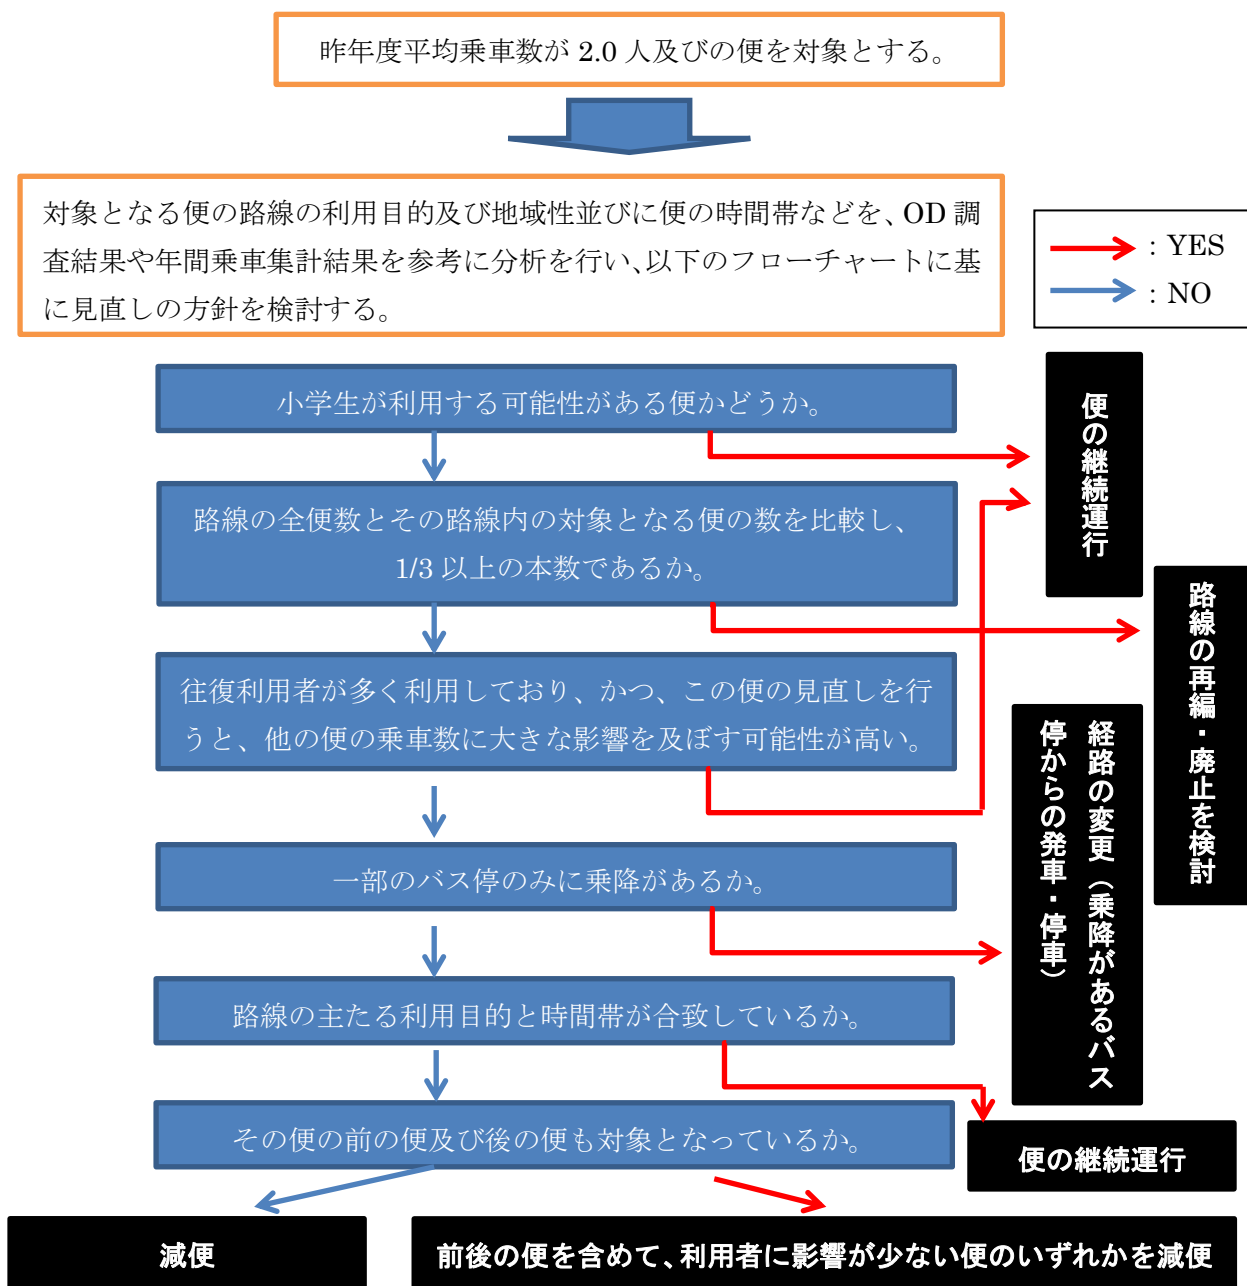 昨年度平均乗車数が 2.0 人及びの便を対象とする。
対象となる便の路線の利用目的及び地域性並びに便の時間帯などを、OD 調
査結果や年間乗車集計結果を参考に分析を行い、以下のフローチャートに基
に見直しの方針を検討する。
: YES
: NO
小学生が利用する可能性がある便かどうか。
便の継続運行
路線の全便数とその路線内の対象となる便の数を比較し、
1/3 以上の本数であるか。
路線の再編・廃止を検討
往復利用者が多く利用しており、かつ、この便の見直しを行
うと、他の便の乗車数に大きな影響を及ぼす可能性が高い。
経路の変更（乗降があるバス
停からの発車・停車）
一部のバス停のみに乗降があるか。
路線の主たる利用目的と時間帯が合致しているか。
その便の前の便及び後の便も対象となっているか。
便の継続運行
減便
前後の便を含めて、利用者に影響が少ない便のいずれかを減便